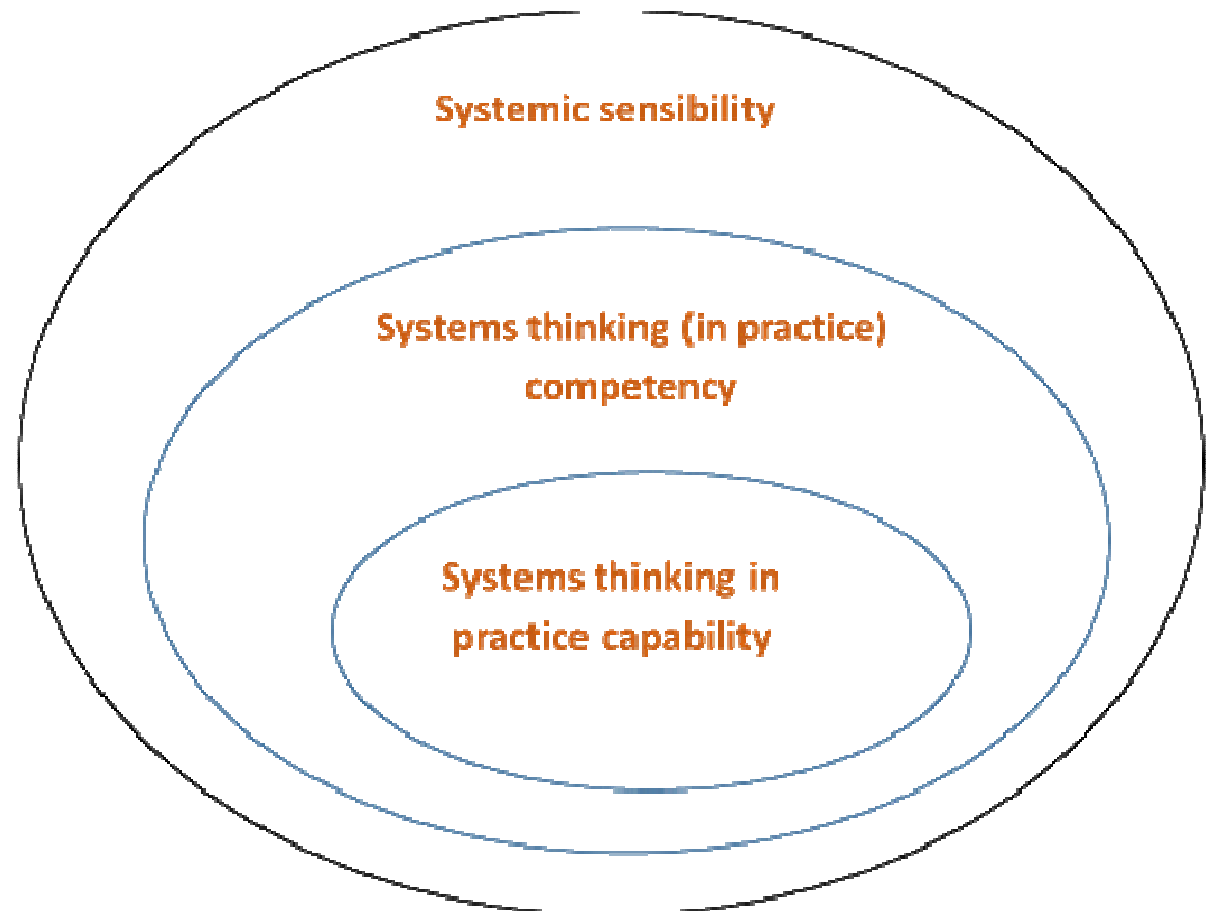 Systemic sensibility
Systems thinking (in practice)
competency
Systems thinking in
practice capability